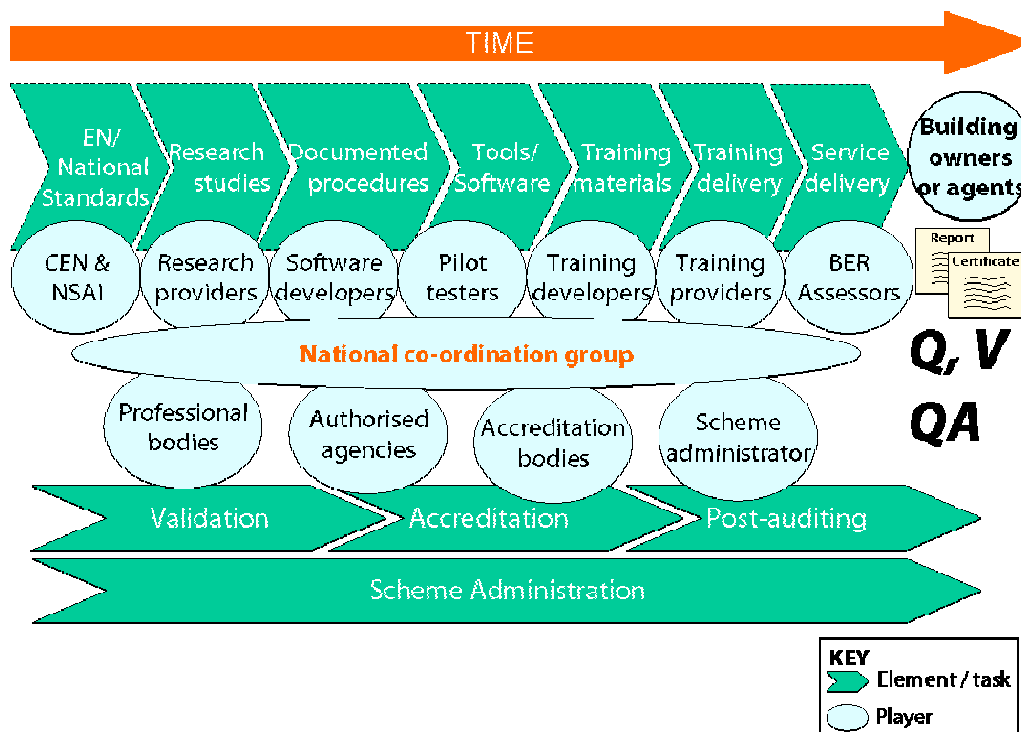 TIME
EN/
National
Standards
Research
studies
Documented
procedures
Tools/
Software
Training
materials
Training
delivery
Service
delivery
Building
owners
or agents
CEN &
NSAI
Research
providers
Software
developers
Pilot
testers
Training
developers
Training
providers
BER
Assessors
Report
Certificate
National co-ordination group
Q, V
QA
Professional
bodies
Authorised
agencies
Accreditation
bodies
Scheme
administrator
Validation
Accreditation
Post-auditing
Scheme Administration
KEY
Element / task
Player